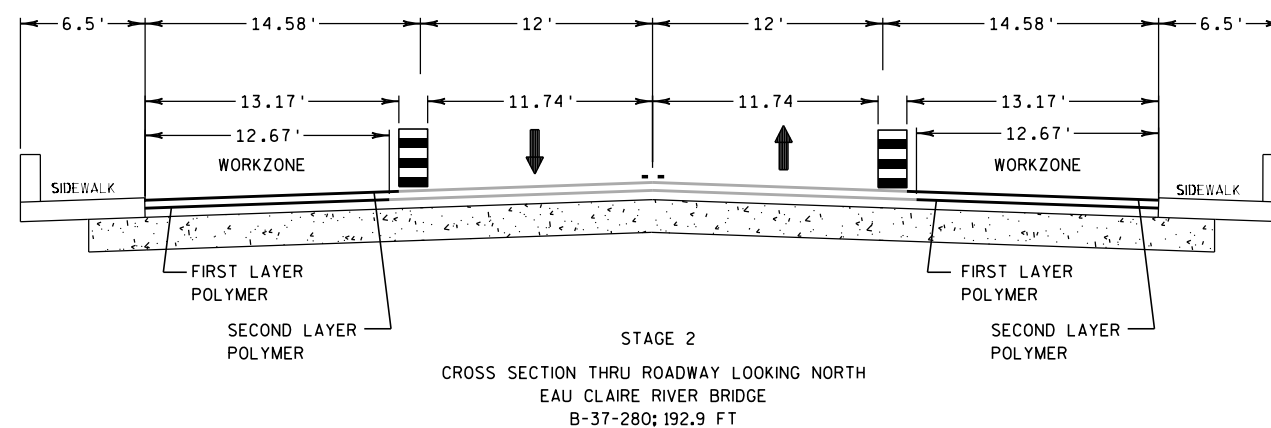 6.5' 14.58' 12' 12' 14.58' 6.5'
13.17' 11.74' 11.74 13.17'
12.67' 12.67'
WORKZONE WORKZONE
SIDEWALK SIDEWALK
FIRST LAYER
POLYMER
FIRST LAYER
POLYMER
SECOND LAYER
POLYMER
SECOND LAYER
POLYMER
STAGE 2
CROSS SECTION THRU ROADWAY LOOKING NORTH
EAU CLAIRE RIVER BRIDGE
B-37-280; 192.9 FT